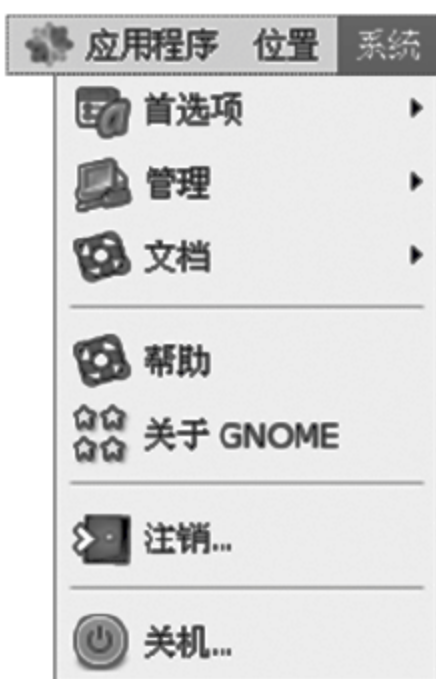 应用程序 位置 系统
首选项
管理
文档
帮助
关于 GNOME
注销...
关机...